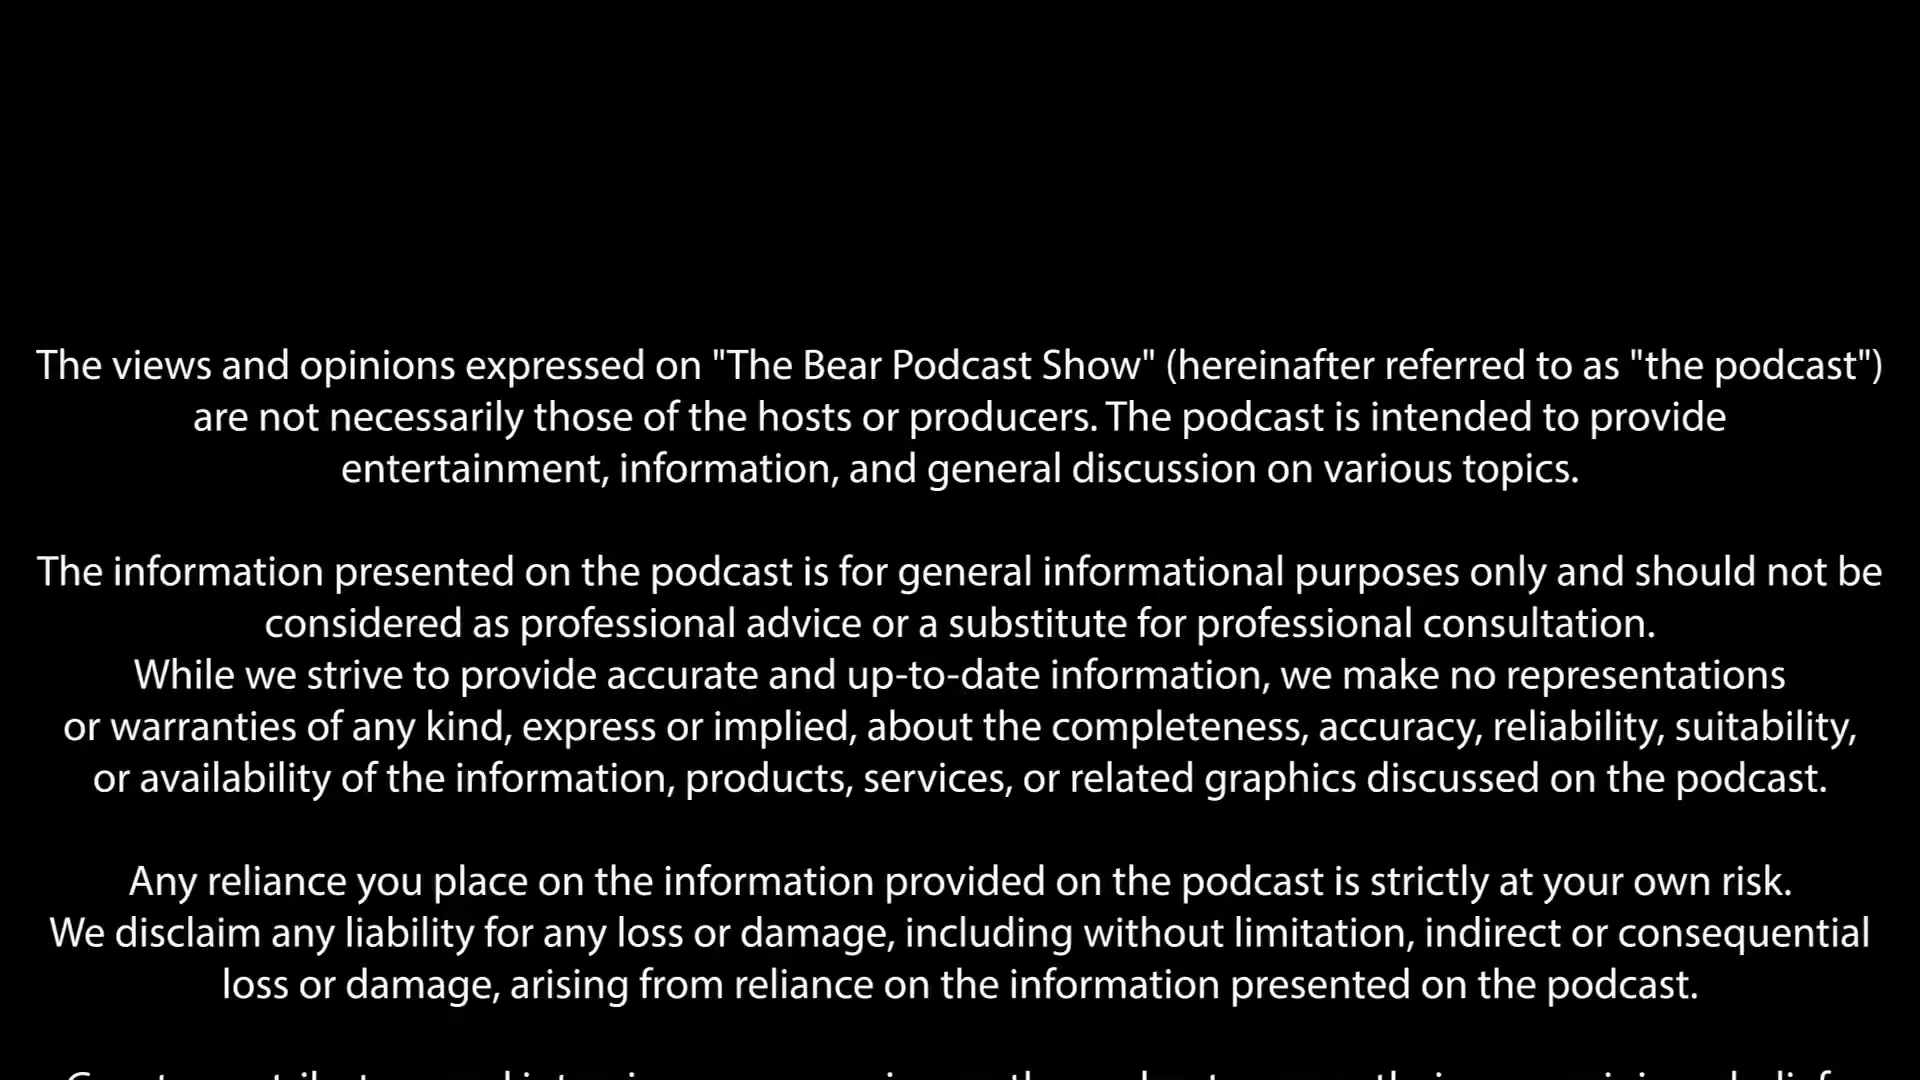 The views and opinions expressed on "The Bear Podcast Show" (hereinafter referred to as "the podcast")
are not necessarily those of the hosts or producers. The podcast is intended to provide
entertainment, information, and general discussion on various topics.
The information presented on the podcast is for general informational purposes only and should not be
considered as professional advice or a substitute for professional consultation.
While we strive to provide accurate and up-to-date information, we make no representations
or warranties of any kind, express or implied, about the completeness, accuracy, reliability, suitability,
or availability of the information, products, services, or related graphics discussed on the podcast.
Any reliance you place on the information provided on the podcast is strictly at your own risk.
We disclaim any liability for any loss or damage, including without limitation, indirect or consequential
loss or damage, arising from reliance on the information presented on the podcast.